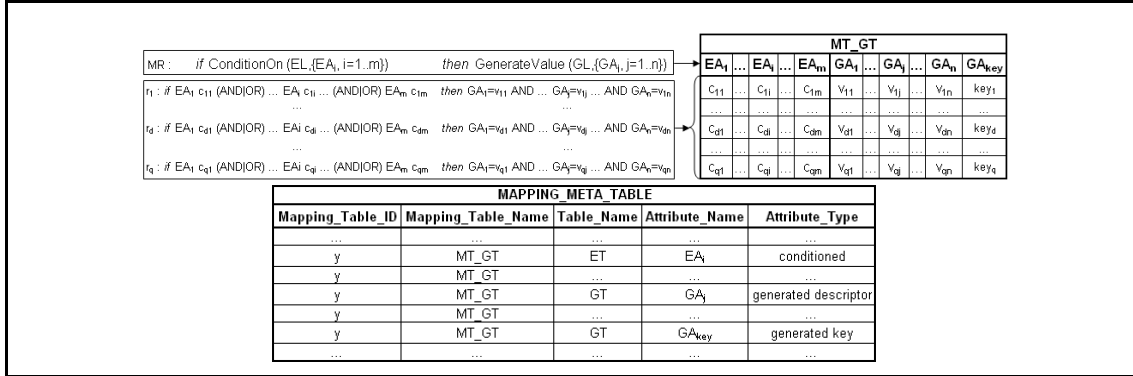 MT_GT
MR : if ConditionOn (EL,{EAi, i=1..m}) then GenerateValue (GL,{GAj, j=1..n})
EA1 ... EAi ... EAm GA1 ... GAj ... GAn GAkey
r1 : if EA1 c11 (AND|OR) ... EAi c1i ... (AND|OR) EAm c1m then GA1=v11 AND ... GAj=v1j ... AND GAn=v1n
C11 ... C1i ... C1m V11 ... V1j ... V1n key1
... ...
... ... ... ... ... ... ... ... ... ...
rd : if EA1 cd1 (AND|OR) ... EAi cdi ... (AND|OR) EAm cdm then GA1=vd1 AND ... GAj=vdj ... AND GAn=vdn
Cd1 ... Cdi ... Cdm Vd1 ... Vdj ... Vdn keyd
... ...
... ... ... ... ... ... ... ... ... ...
rq : if EA1 cq1 (AND|OR) ... EAi cqi ... (AND|OR) EAm cqm then GA1=vq1 AND ... GAj=vqj ... AND GAn=vqn
Cq1 ... Cqi ... Cqm Vq1 ... Vqj ... Vqn keyq
MAPPING_META_TABLE
Mapping_Table_ID Mapping_Table_Name Table_Name Attribute_Name Attribute_Type
... ... ... ... ...
y MT_GT ET EAi conditioned
y MT_GT ... ... ...
y MT_GT GT GAj generated descriptor
y MT_GT ... ... ...
y MT_GT GT GAkey generated key
... ... ... ... ...